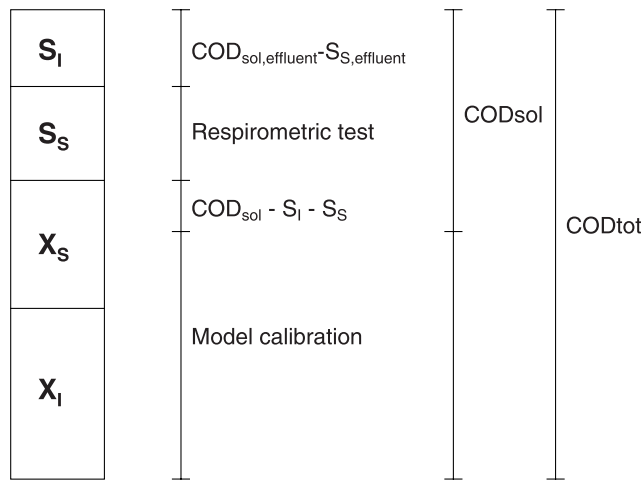 S_I
COD_sol,effluent-S_S,effluent
CODsol
S_S
Respirometric test
COD_sol - S_I - S_S
CODtot
X_S
Model calibration
X_I